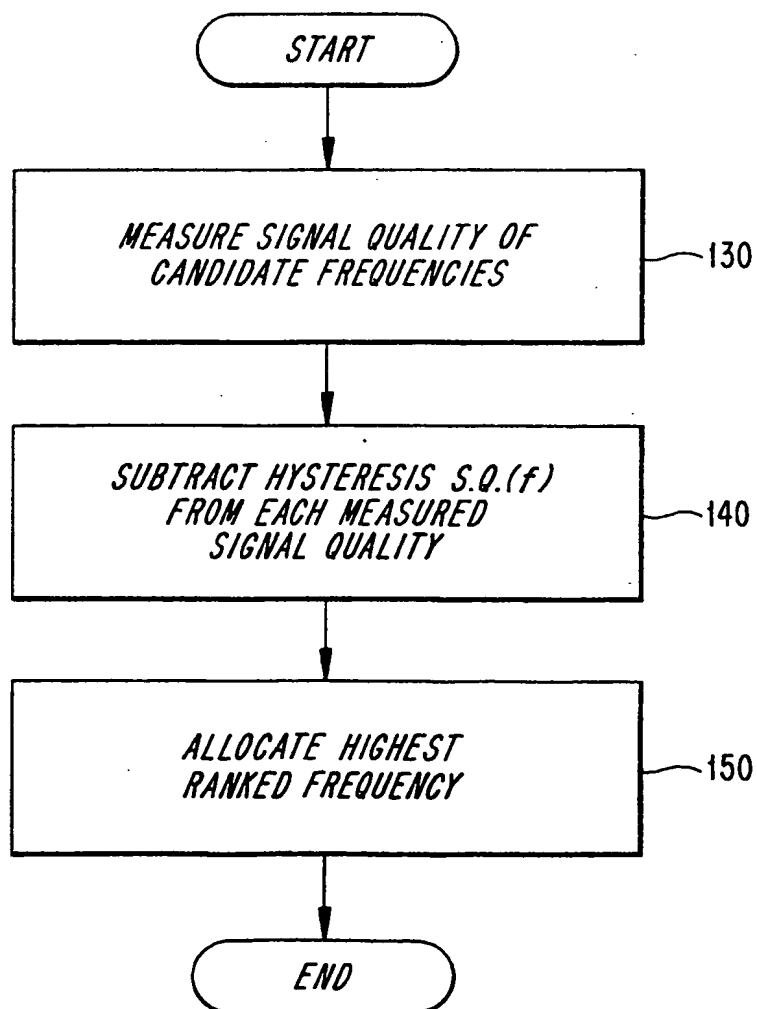 START
MEASURE SIGNAL QUALITY OF
CANDIDATE FREQUENCIES
130
SUBTRACT HYSTERESIS S.Q.(f)
FROM EACH MEASURED
SIGNAL QUALITY
140
ALLOCATE HIGHEST
RANKED FREQUENCY
150
END